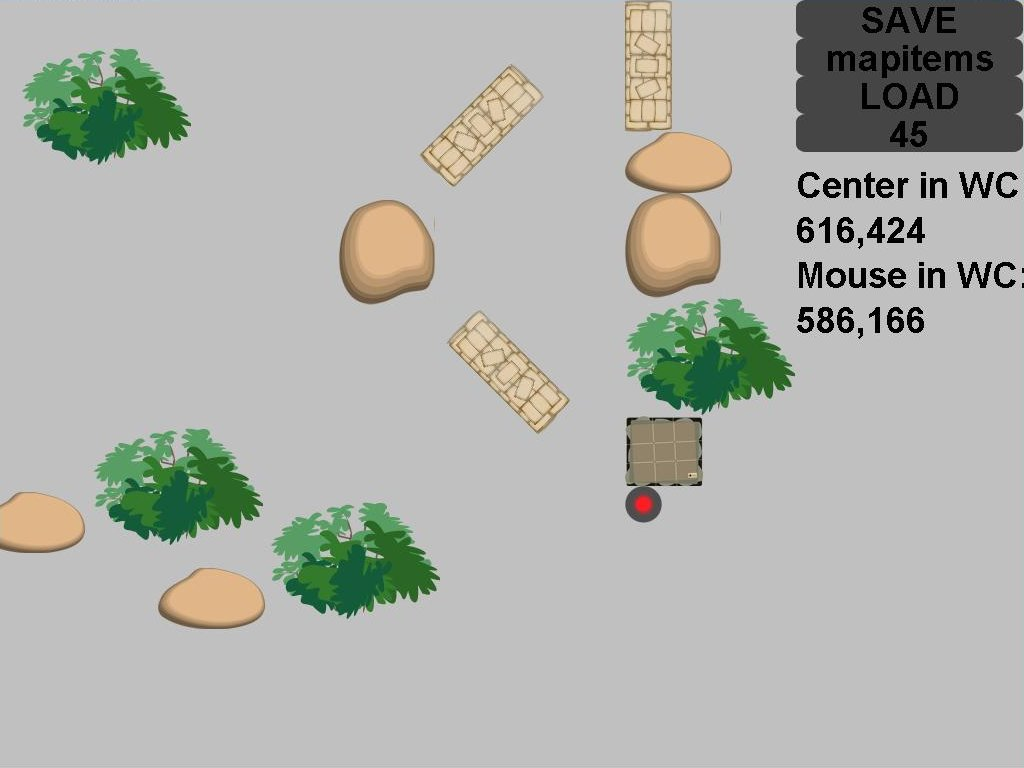 SAVE
mapitems
LOAD
45
Center in WC
616,424
Mouse in WC:
586,166